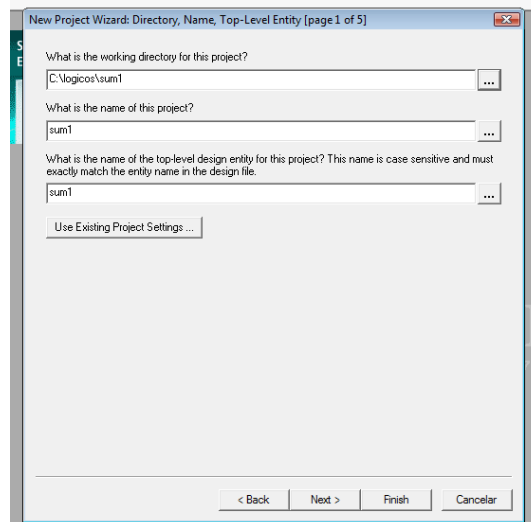 New Project Wizard: Directory, Name, Top-Level Entity [page 1 of 5]
S
E
What is the working directory for this project?
C:\logicos\sum1
...
What is the name of this project?
sum1
...
What is the name of the top-level design entity for this project? This name is case sensitive and must
exactly match the entity name in the design file.
sum1
...
Use Existing Project Settings ...
< Back
Next >
Finish
Cancelar